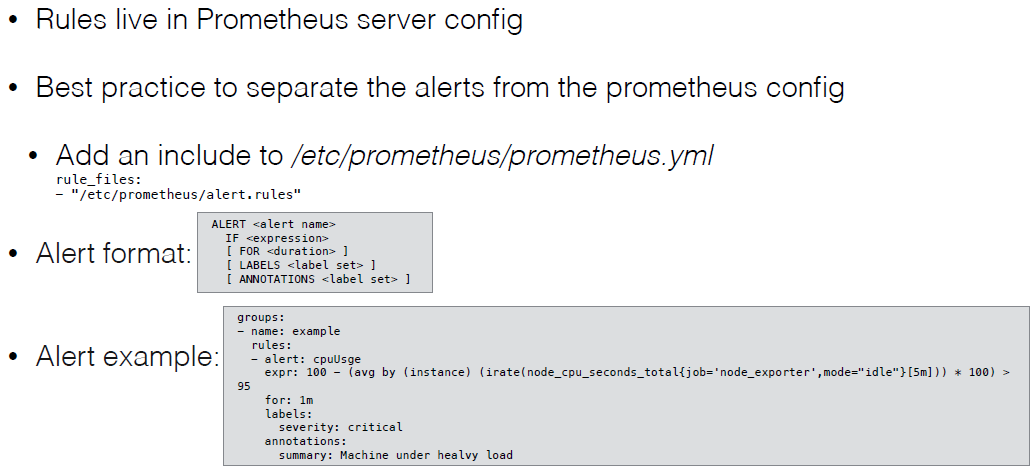 • Rules live in Prometheus server config
• Best practice to separate the alerts from the prometheus config
• Add an include to /etc/prometheus/prometheus.yml
rule_files:
– "/etc/prometheus/alert.rules"
• Alert format:
ALERT <alert name>
  IF <expression>
  [ FOR <duration> ]
  [ LABELS <label set> ]
  [ ANNOTATIONS <label set> ]
• Alert example:
groups:
– name: example
  rules:
  – alert: cpuUsge
    expr: 100 – (avg by (instance) (irate(node_cpu_seconds_total{job='node_exporter',mode="idle"}[5m])) * 100) >
95
    for: 1m
    labels:
      severity: critical
    annotations:
      summary: Machine under healvy load